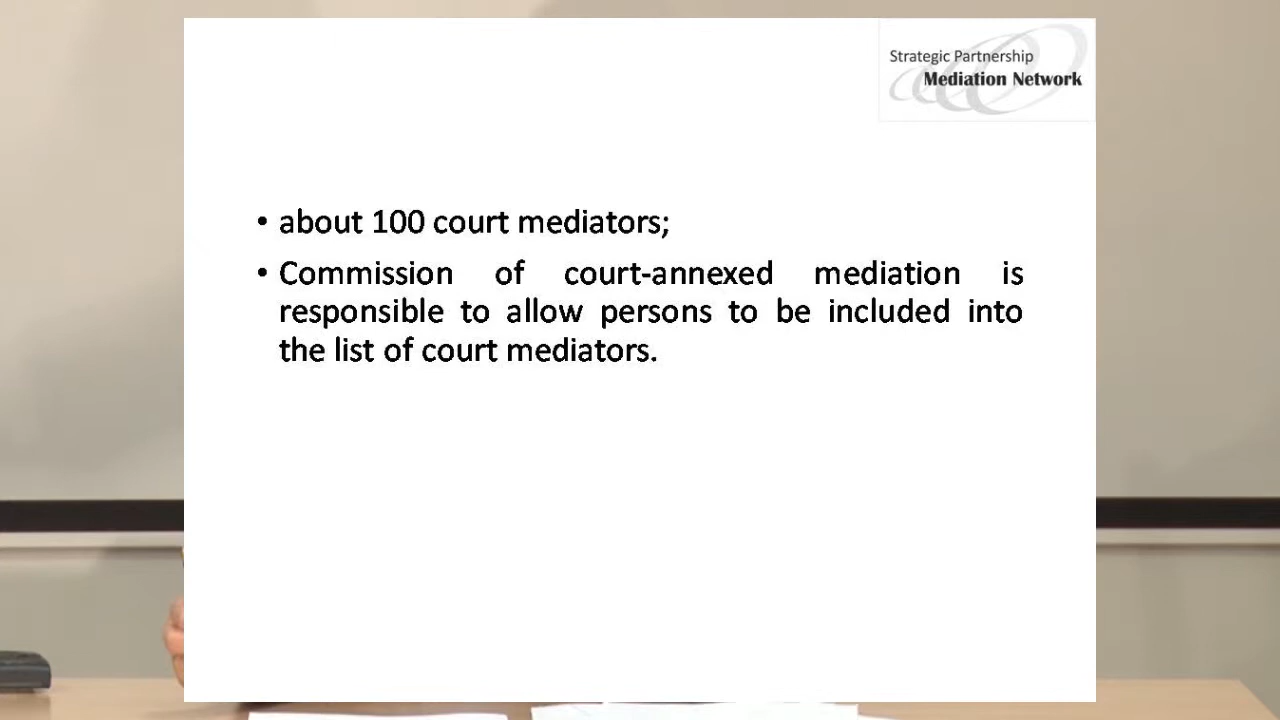 Strategic Partnership
Mediation Network
• about 100 court mediators;
• Commission of court-annexed mediation is
responsible to allow persons to be included into
the list of court mediators.